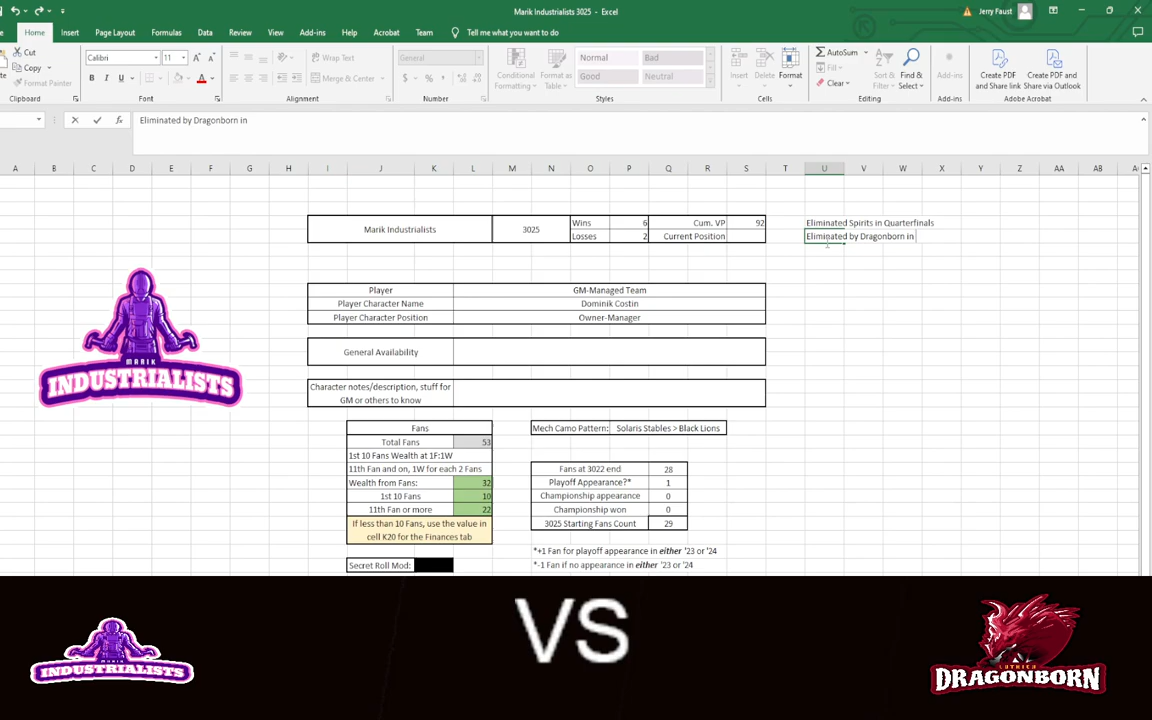 Marik Industrialists 3025 - Excel
Jerry Faust
Home Insert Page Layout Formulas Data Review View Add-ins Help Acrobat Team Tell me what you want to do
Cut
Copy
Format Painter
Clipboard
Calibri 11
B I U
Font
Wrap Text
Merge & Center
Alignment
General
$ % ,
Number
Conditional Formatting
Format as Table
Normal Bad
Good Neutral
Styles
Insert Delete Format
Cells
AutoSum
Fill
Clear
Sort & Filter
Find & Select
Editing
Add-ins
Add-ins
Create PDF and Share link
Create PDF and Share via Outlook
Adobe Acrobat
fx Eliminated by Dragonborn in
A B C D E F G H I J K L M N O P Q R S T U V W X Y Z AA AB
Marik Industrialists 3025 Wins 6 Cum. VP 92 Eliminated Spirits in Quarterfinals
Losses 2 Current Position Eliminated by Dragonborn in
Player GM-Managed Team
Player Character Name Dominik Costin
Player Character Position Owner-Manager
General Availability
Character notes/description, stuff for
GM or others to know
MARIK
INDUSTRIALISTS
Fans Mech Camo Pattern: Solaris Stables > Black Lions
Total Fans 53
1st 10 Fans Wealth at 1F:1W
11th Fan and on, 1W for each 2 Fans Fans at 3022 end 28
Wealth from Fans: 32 Playoff Appearance?* 1
1st 10 Fans 10 Championship appearance 0
11th Fan or more 22 Championship won 0
If less than 10 Fans, use the value in 3025 Starting Fans Count 29
cell K20 for the Finances tab
*+1 Fan for playoff appearance in either '23 or '24
Secret Roll Mod: *-1 Fan if no appearance in either '23 or '24
VS
MARIK
INDUSTRIALISTS
LUTHIEN
DRAGONBORN